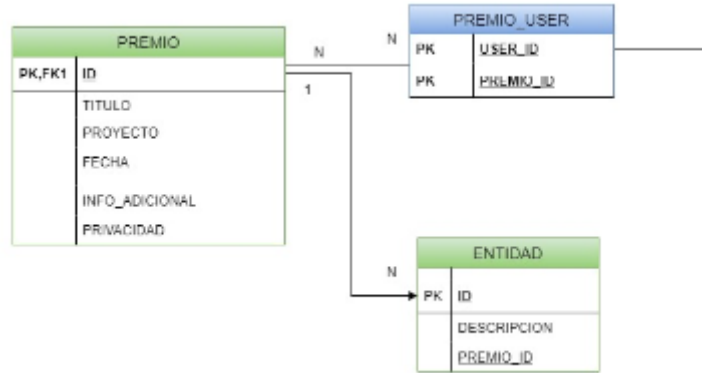 PREMIO
PK,FK1 ID
TITULO
PROYECTO
FECHA
INFO_ADICIONAL
PRIVACIDAD
N
N
1
PREMIO_USER
PK USER_ID
PK PREMIO_ID
N
ENTIDAD
PK ID
DESCRIPCION
PREMIO_ID